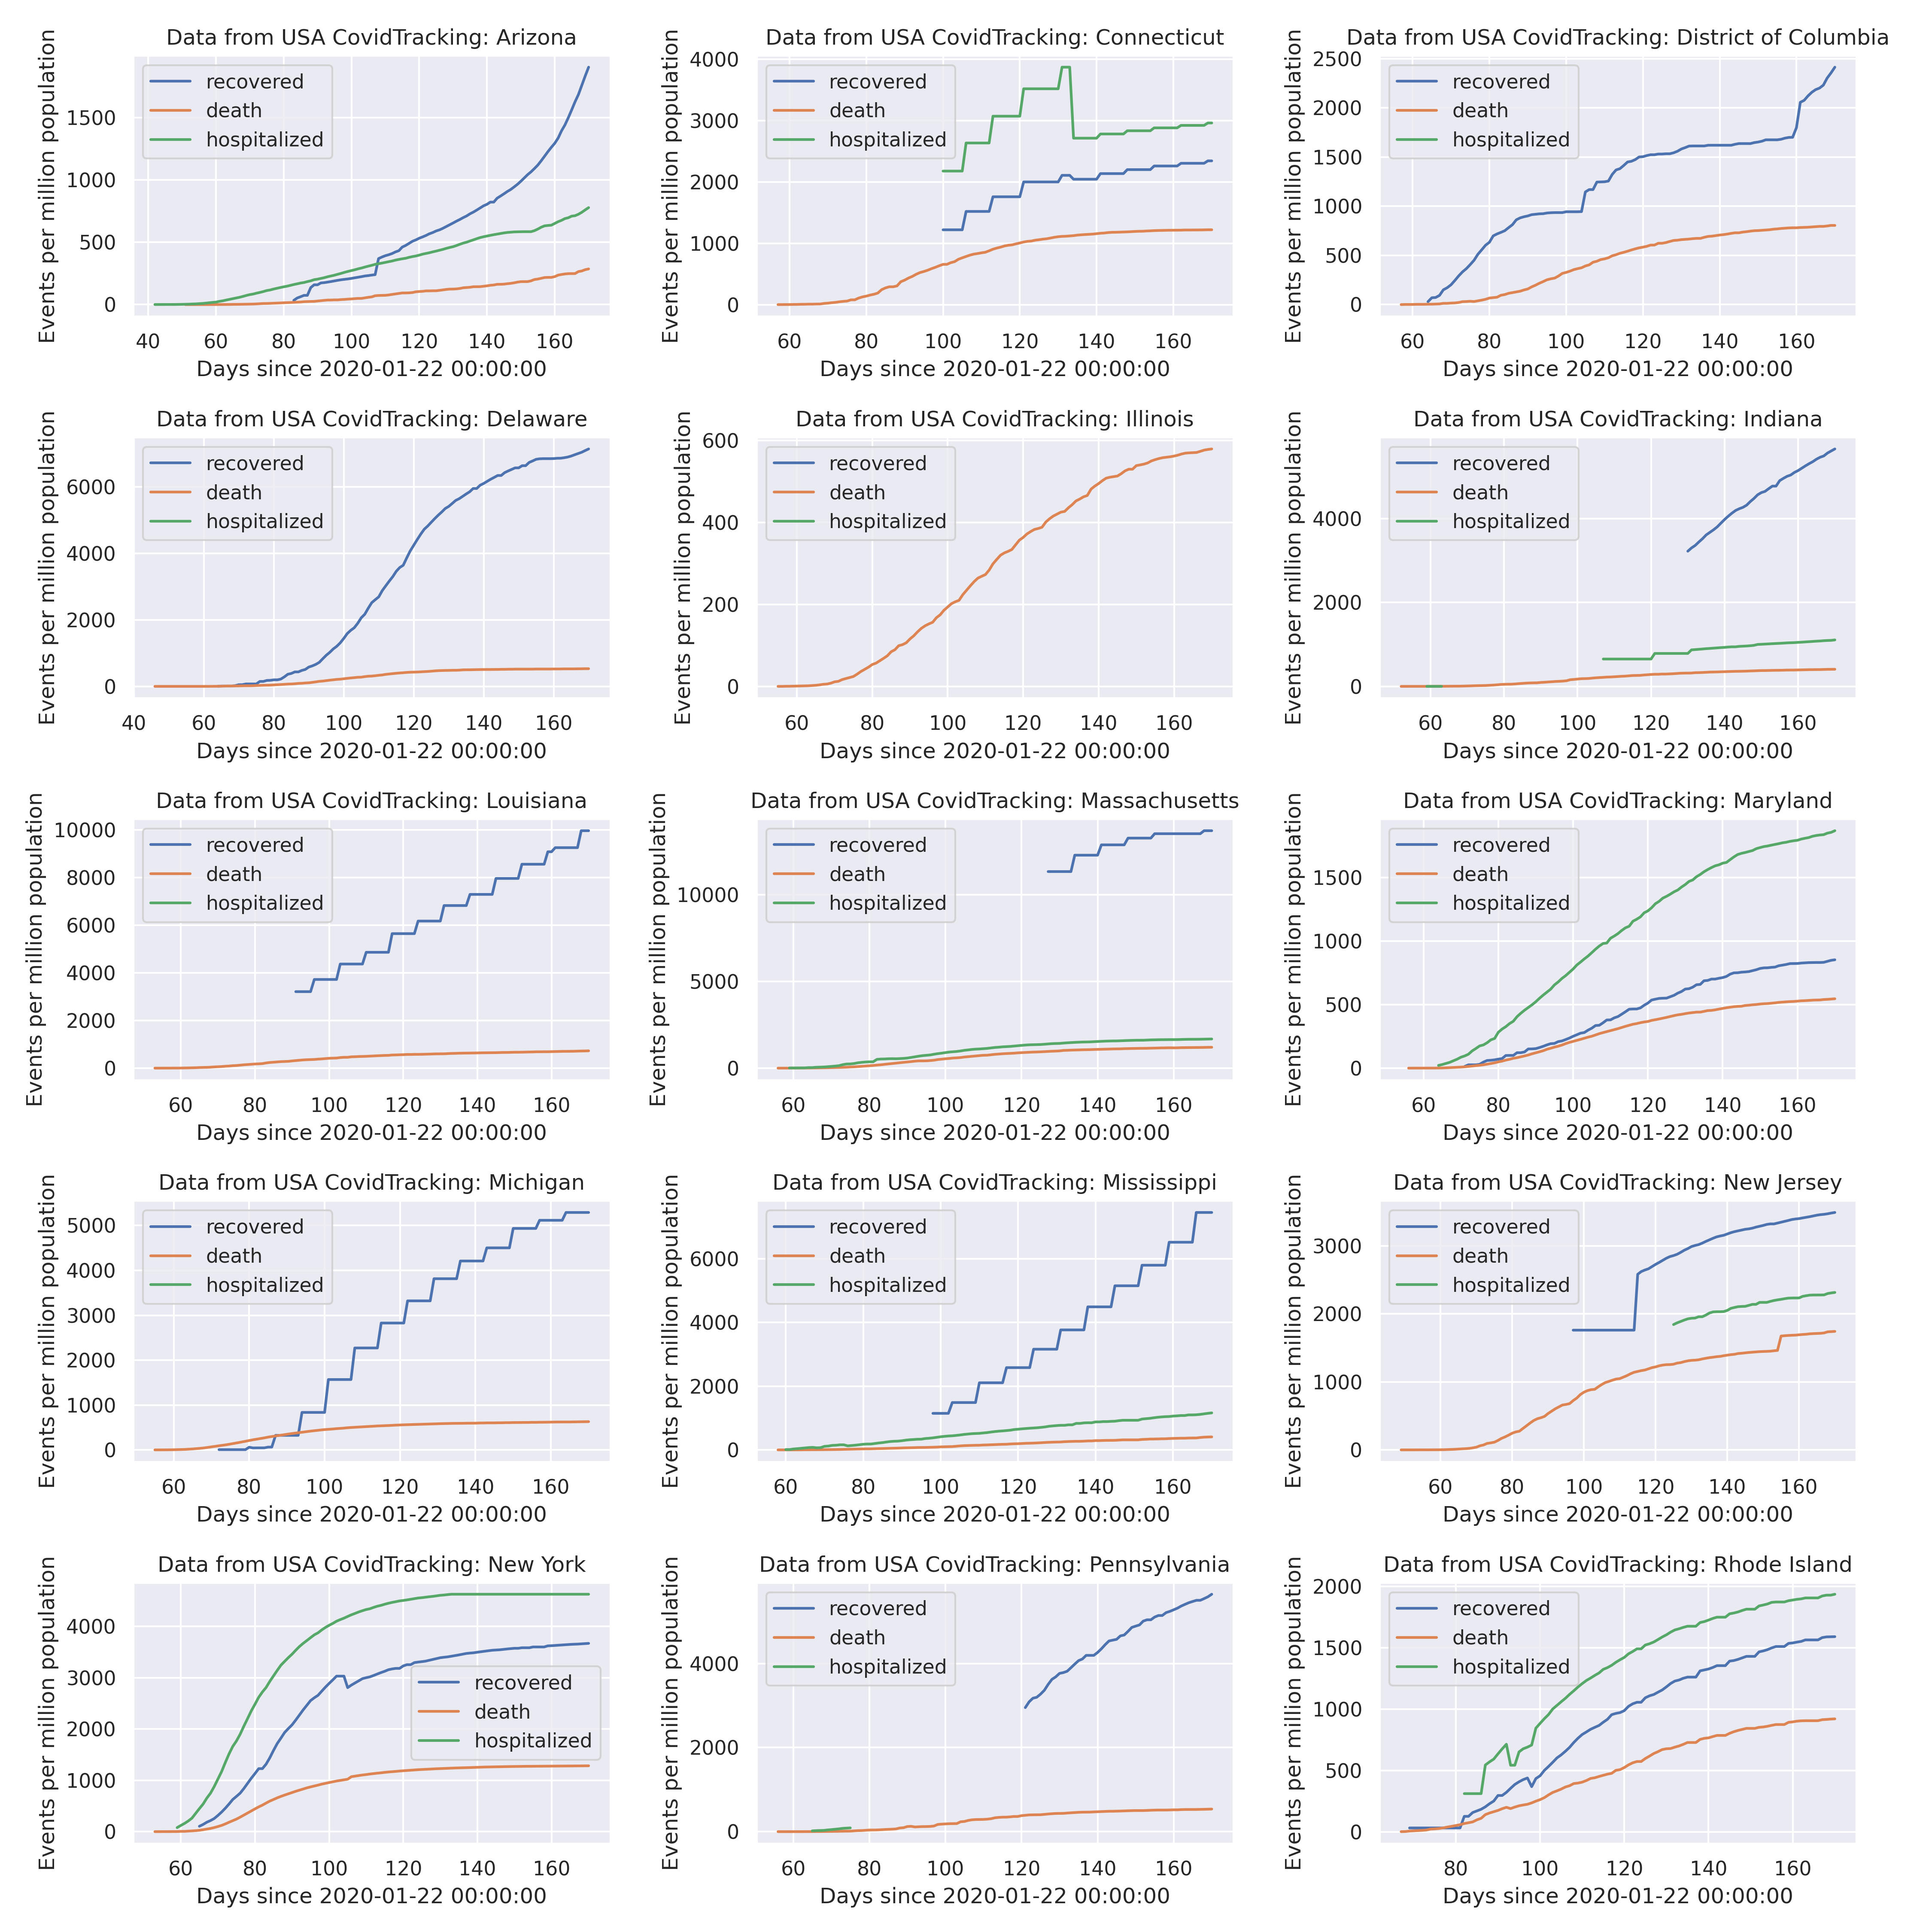 Data from USA CovidTracking: Arizona
Events per million population
1500
1000
500
0
recovered
death
hospitalized
40 60 80 100 120 140 160
Days since 2020-01-22 00:00:00
Data from USA CovidTracking: Connecticut
Events per million population
4000
3000
2000
1000
0
recovered
death
hospitalized
60 80 100 120 140 160
Days since 2020-01-22 00:00:00
Data from USA CovidTracking: District of Columbia
Events per million population
2500
2000
1500
1000
500
0
recovered
death
hospitalized
60 80 100 120 140 160
Days since 2020-01-22 00:00:00
Data from USA CovidTracking: Delaware
Events per million population
6000
4000
2000
0
recovered
death
hospitalized
40 60 80 100 120 140 160
Days since 2020-01-22 00:00:00
Data from USA CovidTracking: Illinois
Events per million population
600
400
200
0
recovered
death
hospitalized
60 80 100 120 140 160
Days since 2020-01-22 00:00:00
Data from USA CovidTracking: Indiana
Events per million population
4000
2000
0
recovered
death
hospitalized
60 80 100 120 140 160
Days since 2020-01-22 00:00:00
Data from USA CovidTracking: Louisiana
Events per million population
10000
8000
6000
4000
2000
0
recovered
death
hospitalized
60 80 100 120 140 160
Days since 2020-01-22 00:00:00
Data from USA CovidTracking: Massachusetts
Events per million population
10000
5000
0
recovered
death
hospitalized
60 80 100 120 140 160
Days since 2020-01-22 00:00:00
Data from USA CovidTracking: Maryland
Events per million population
1500
1000
500
0
recovered
death
hospitalized
60 80 100 120 140 160
Days since 2020-01-22 00:00:00
Data from USA CovidTracking: Michigan
Events per million population
5000
4000
3000
2000
1000
0
recovered
death
hospitalized
60 80 100 120 140 160
Days since 2020-01-22 00:00:00
Data from USA CovidTracking: Mississippi
Events per million population
6000
4000
2000
0
recovered
death
hospitalized
60 80 100 120 140 160
Days since 2020-01-22 00:00:00
Data from USA CovidTracking: New Jersey
Events per million population
3000
2000
1000
0
recovered
death
hospitalized
60 80 100 120 140 160
Days since 2020-01-22 00:00:00
Data from USA CovidTracking: New York
Events per million population
4000
3000
2000
1000
0
recovered
death
hospitalized
60 80 100 120 140 160
Days since 2020-01-22 00:00:00
Data from USA CovidTracking: Pennsylvania
Events per million population
4000
2000
0
recovered
death
hospitalized
60 80 100 120 140 160
Days since 2020-01-22 00:00:00
Data from USA CovidTracking: Rhode Island
Events per million population
2000
1500
1000
500
0
recovered
death
hospitalized
80 100 120 140 160
Days since 2020-01-22 00:00:00